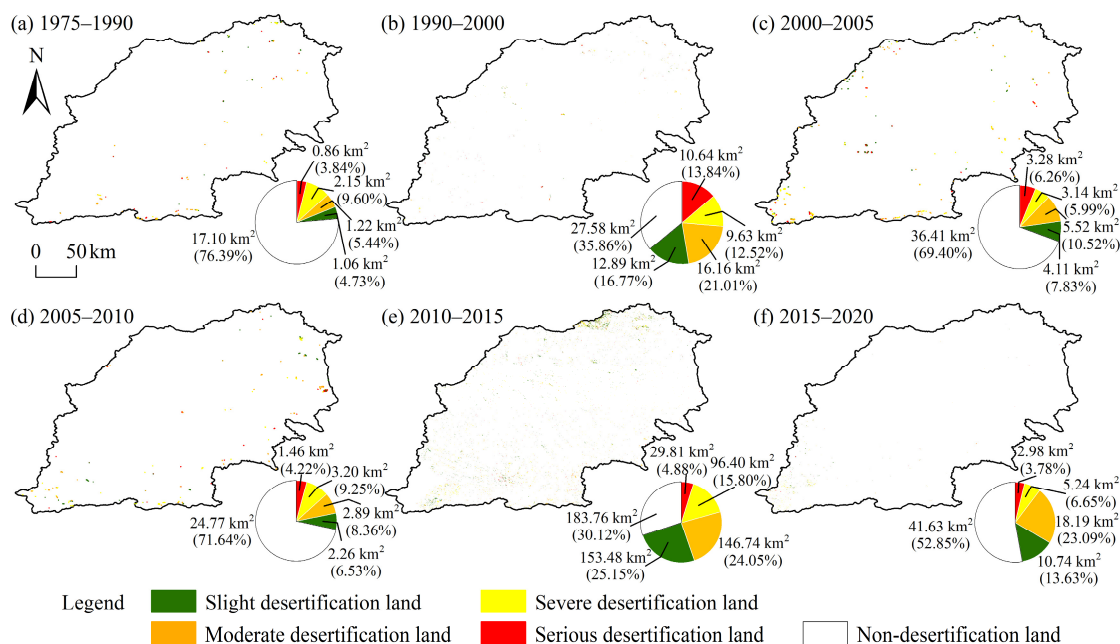 (a) 1975–1990
N
0.86 km²
(3.84%)
2.15 km²
(9.60%)
1.22 km²
(5.44%)
1.06 km²
(4.73%)
17.10 km²
(76.39%)
0 50 km
(b) 1990–2000
10.64 km²
(13.84%)
9.63 km²
(12.52%)
16.16 km²
(21.01%)
12.89 km²
(16.77%)
27.58 km²
(35.86%)
(c) 2000–2005
3.28 km²
(6.26%)
3.14 km²
(5.99%)
5.52 km²
(10.52%)
4.11 km²
(7.83%)
36.41 km²
(69.40%)
(d) 2005–2010
1.46 km²
(4.22%)
3.20 km²
(9.25%)
2.89 km²
(8.36%)
2.26 km²
(6.53%)
24.77 km²
(71.64%)
(e) 2010–2015
29.81 km²
(4.88%)
96.40 km²
(15.80%)
146.74 km²
(24.05%)
153.48 km²
(25.15%)
183.76 km²
(30.12%)
(f) 2015–2020
2.98 km²
(3.78%)
5.24 km²
(6.65%)
18.19 km²
(23.09%)
10.74 km²
(13.63%)
41.63 km²
(52.85%)
Legend
Slight desertification land
Severe desertification land
Moderate desertification land
Serious desertification land
Non-desertification land